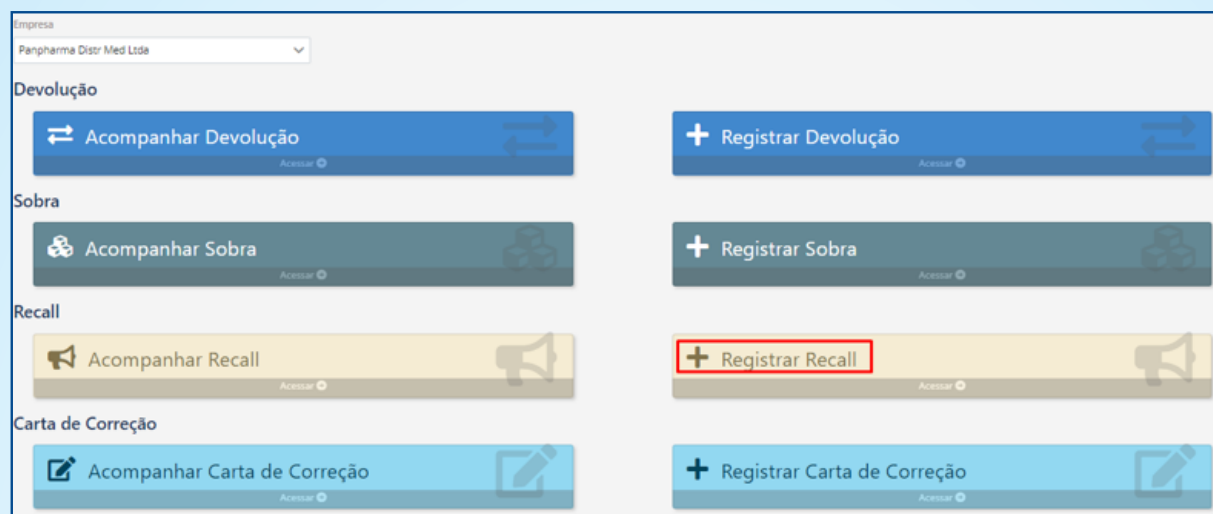 Empresa
Panpharma Distr Med Ltda
Devolução
Acompanhar Devolução
Acessar
Registrar Devolução
Acessar
Sobra
Acompanhar Sobra
Acessar
Registrar Sobra
Acessar
Recall
Acompanhar Recall
Acessar
Registrar Recall
Acessar
Carta de Correção
Acompanhar Carta de Correção
Acessar
Registrar Carta de Correção
Acessar